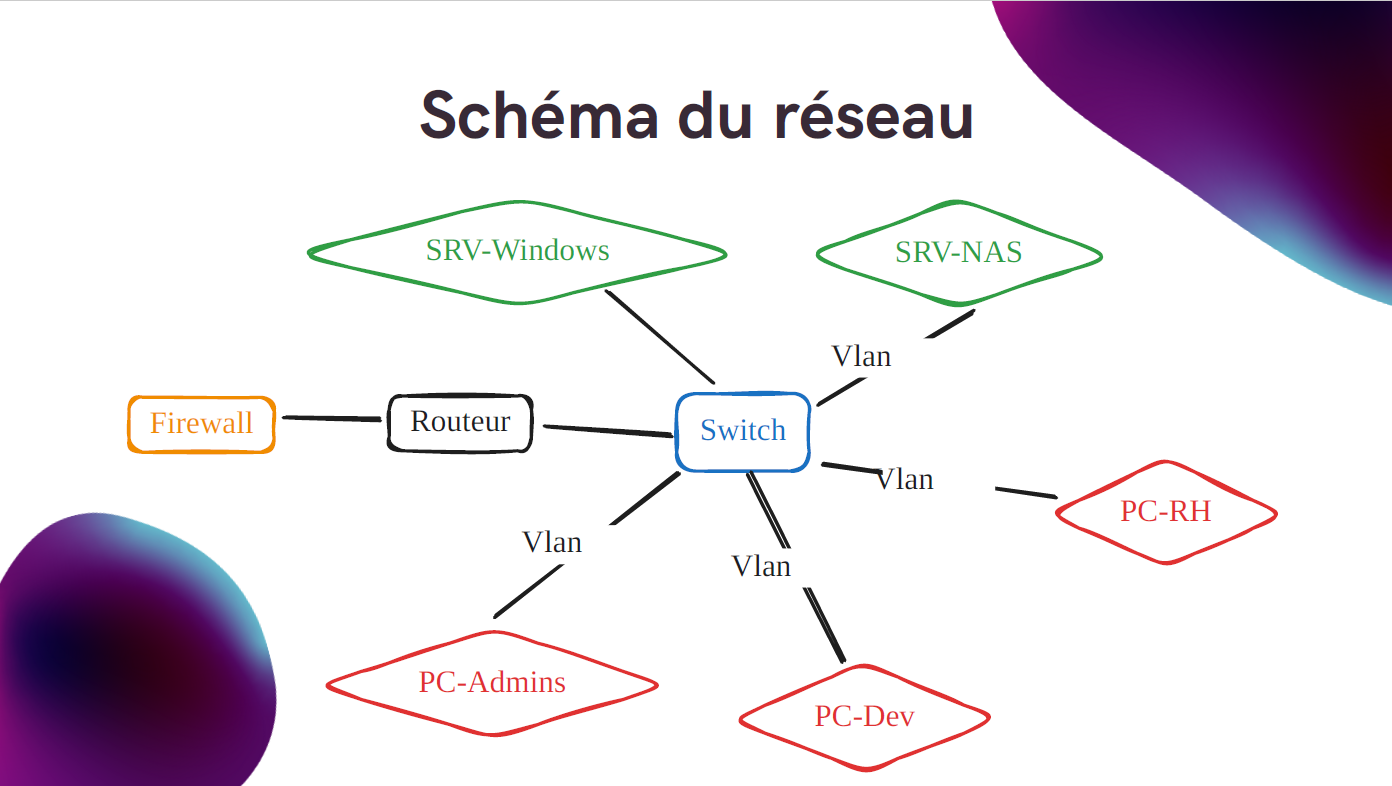 Schéma du réseau
SRV-Windows
SRV-NAS
Vlan
Firewall
Routeur
Switch
Vlan
PC-RH
Vlan
Vlan
PC-Admins
PC-Dev